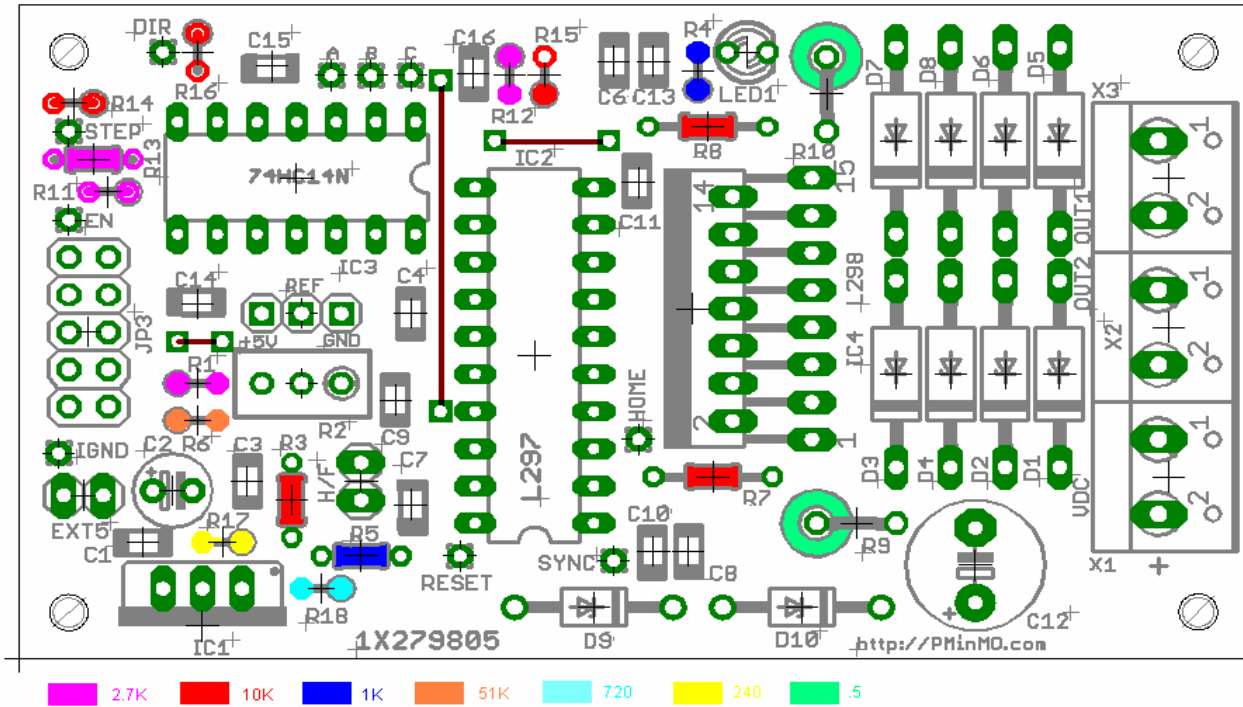 DIR
C15
A B C
C16
R15
R4
D7 D8 D6 D5
R14
R16
R12
C6 C13
LED1
X3
STEP
R13
R8
R10
1
IC2
74HC14N
R11
C11
14
15
2
EN
IC3
OUT1
C14
REF
C4
L298
OUT2
1
JP3
+5V
GND
X2
R1
IC4
2
HOME
C2 R6
C3
R3
R2
C9
2
1
IGND
H/F
C7
L297
D3 D4 D2 D1
1
EXT5
R17
R7
VDC
2
C1
R5
C10
R9
RESET
SYNC
C8
X1
+
R18
C12
IC1
1X279805
D9
D10
http://PMinMO.com
2.7K
10K
1K
51K
720
240
.5